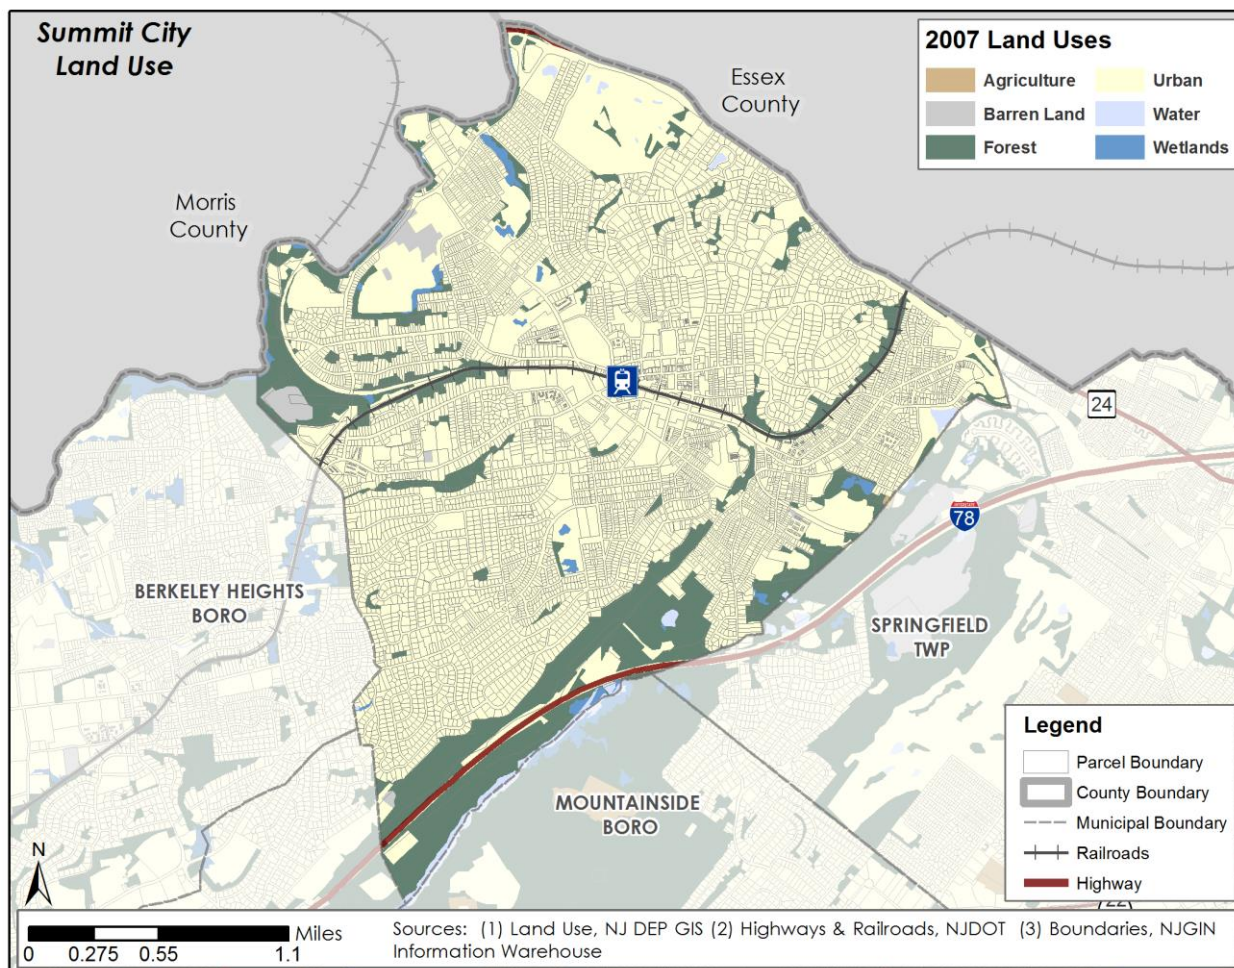 Summit City
Land Use
Essex
County
2007 Land Uses
Agriculture
Urban
Barren Land
Water
Forest
Wetlands
Morris
County
24
78
BERKELEY HEIGHTS
BORO
SPRINGFIELD
TWP
MOUNTAINSIDE
BORO
Legend
Parcel Boundary
County Boundary
Municipal Boundary
Railroads
Highway
22
N
Miles
0 0.275 0.55 1.1
Sources: (1) Land Use, NJ DEP GIS (2) Highways & Railroads, NJDOT (3) Boundaries, NJGIN
Information Warehouse